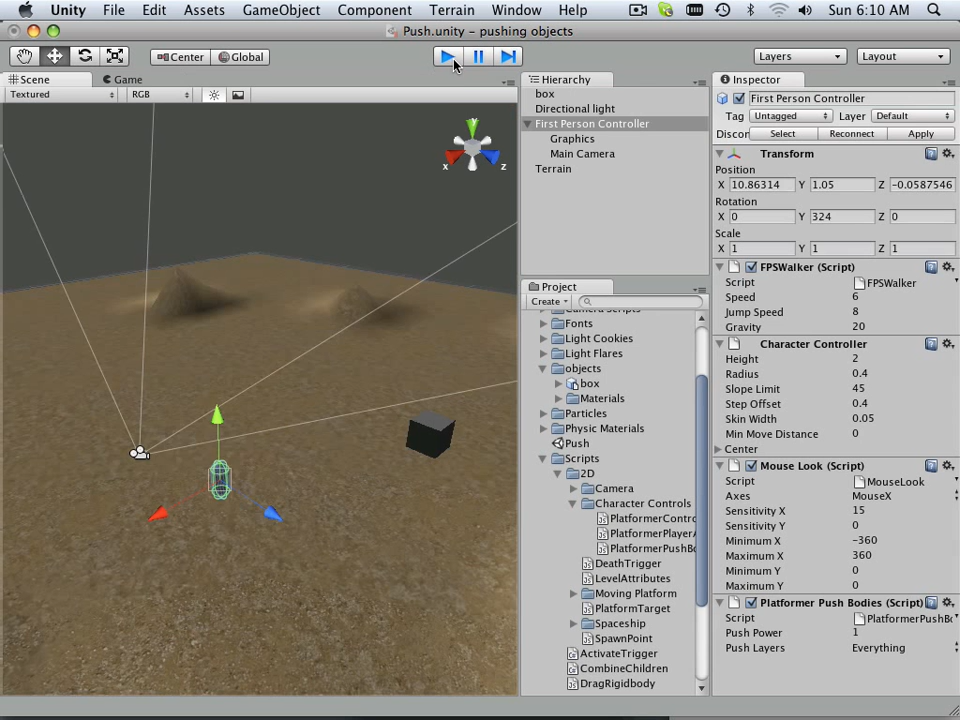 Unity File Edit Assets GameObject Component Terrain Window Help Sun 6:10 AM
Push.unity - pushing objects
Center Global Layers Layout
Scene Game
Textured RGB
y
x z
Hierarchy
box
Directional light
First Person Controller
Graphics
Main Camera
Terrain
Project
Create
Fonts
Light Cookies
Light Flares
objects
box
Materials
Particles
Physic Materials
Push
Scripts
2D
Camera
Character Controls
PlatformerContro
PlatformerPlayerA
PlatformerPushBo
DeathTrigger
LevelAttributes
Moving Platform
PlatformTarget
Spaceship
SpawnPoint
ActivateTrigger
CombineChildren
DragRigidbody
Inspector
First Person Controller
Tag Untagged Layer Default
Discon Select Reconnect Apply
Transform
Position
X 10.86314 Y 1.05 Z -0.0587546
Rotation
X 0 Y 324 Z 0
Scale
X 1 Y 1 Z 1
FPSWalker (Script)
Script FPSWalker
Speed 6
Jump Speed 8
Gravity 20
Character Controller
Height 2
Radius 0.4
Slope Limit 45
Step Offset 0.4
Skin Width 0.05
Min Move Distance 0
Center
Mouse Look (Script)
Script MouseLook
Axes MouseX
Sensitivity X 15
Sensitivity Y 0
Minimum X -360
Maximum X 360
Minimum Y 0
Maximum Y 0
Platformer Push Bodies (Script)
Script PlatformerPushBo
Push Power 1
Push Layers Everything